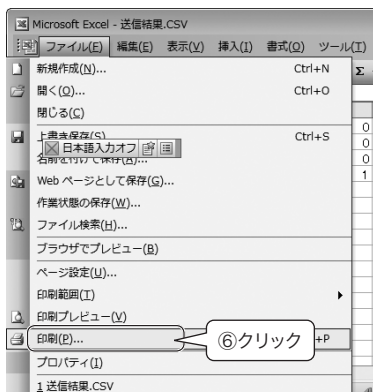 Microsoft Excel - 送信結果.CSV
ファイル(F) 編集(E) 表示(V) 挿入(I) 書式(O) ツール(T)
新規作成(N)... Ctrl+N
開く(O)... Ctrl+O
閉じる(C)
上書き保存(S) Ctrl+S
日本語入力オフ
名前を付けて保存(A)...
Web ページとして保存(G)...
作業状態の保存(W)...
ファイル検索(H)...
ブラウザでプレビュー(B)
ページ設定(U)...
印刷範囲(T)
印刷プレビュー(V)
印刷(P)... +P
⑥クリック
プロパティ(I)
1 送信結果.CSV
Σ
0
0
0
1